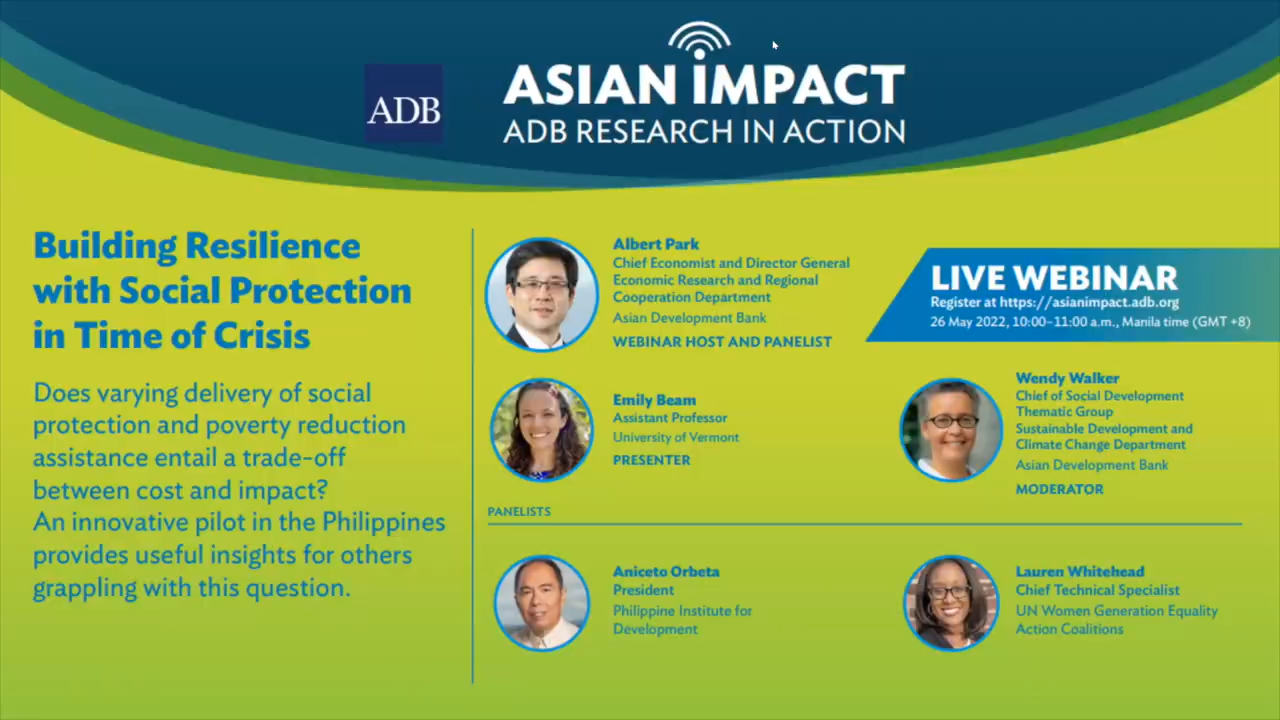 ADB
ASIAN IMPACT
ADB RESEARCH IN ACTION
Building Resilience
with Social Protection
in Time of Crisis
Does varying delivery of social
protection and poverty reduction
assistance entail a trade-off
between cost and impact?
An innovative pilot in the Philippines
provides useful insights for others
grappling with this question.
Albert Park
Chief Economist and Director General
Economic Research and Regional
Cooperation Department
Asian Development Bank
WEBINAR HOST AND PANELIST
LIVE WEBINAR
Register at https://asianimpact.adb.org
26 May 2022, 10:00–11:00 a.m., Manila time (GMT +8)
Emily Beam
Assistant Professor
University of Vermont
PRESENTER
Wendy Walker
Chief of Social Development
Thematic Group
Sustainable Development and
Climate Change Department
Asian Development Bank
MODERATOR
PANELISTS
Aniceto Orbeta
President
Philippine Institute for
Development
Lauren Whitehead
Chief Technical Specialist
UN Women Generation Equality
Action Coalitions